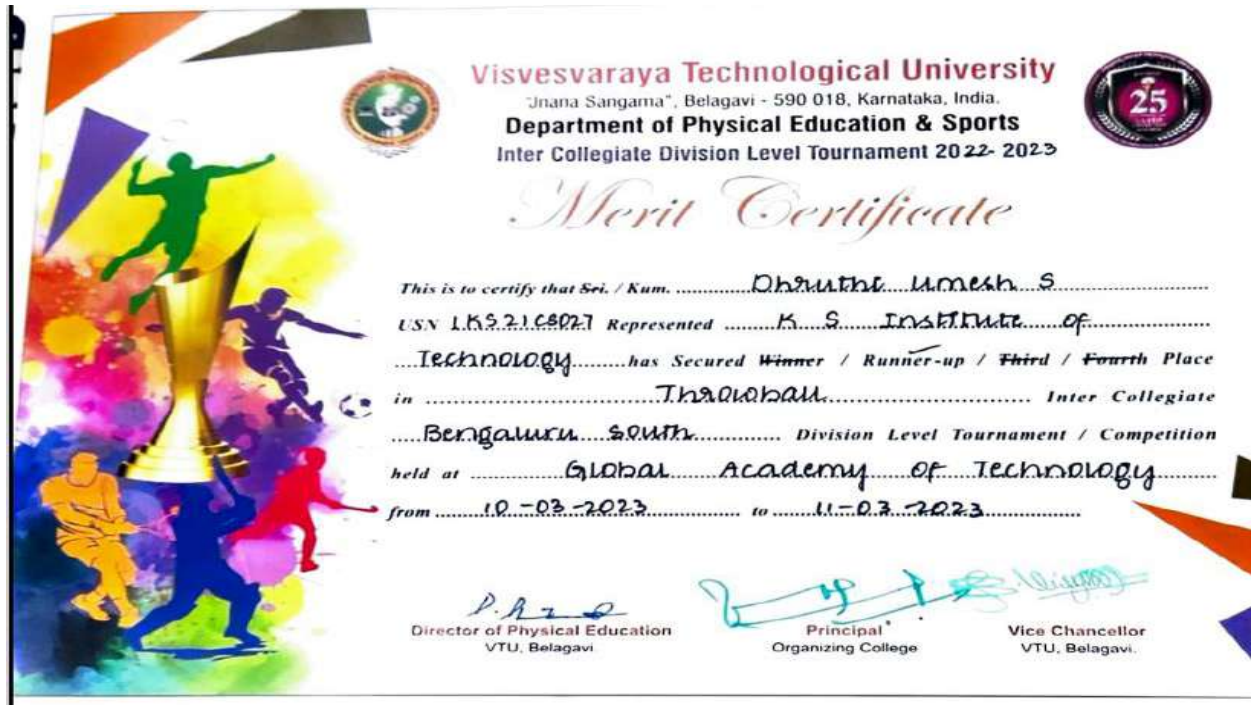 Visvesvaraya Technological University
"Jnana Sangama", Belagavi - 590 018, Karnataka, India.
Department of Physical Education & Sports
Inter Collegiate Division Level Tournament 2022-2023
25
Merit Certificate
This is to certify that Sri. / Kum. Dhruthi Umesh S
USN 1KS21CS027 Represented K S Institute of
Technology has Secured Winner / Runner-up / Third / Fourth Place
in Throwball Inter Collegiate
Bengaluru South Division Level Tournament / Competition
held at Global Academy of Technology
from 10-03-2023 to 11-03-2023
Director of Physical Education
VTU, Belagavi
Principal
Organizing College
Vice Chancellor
VTU, Belagavi.